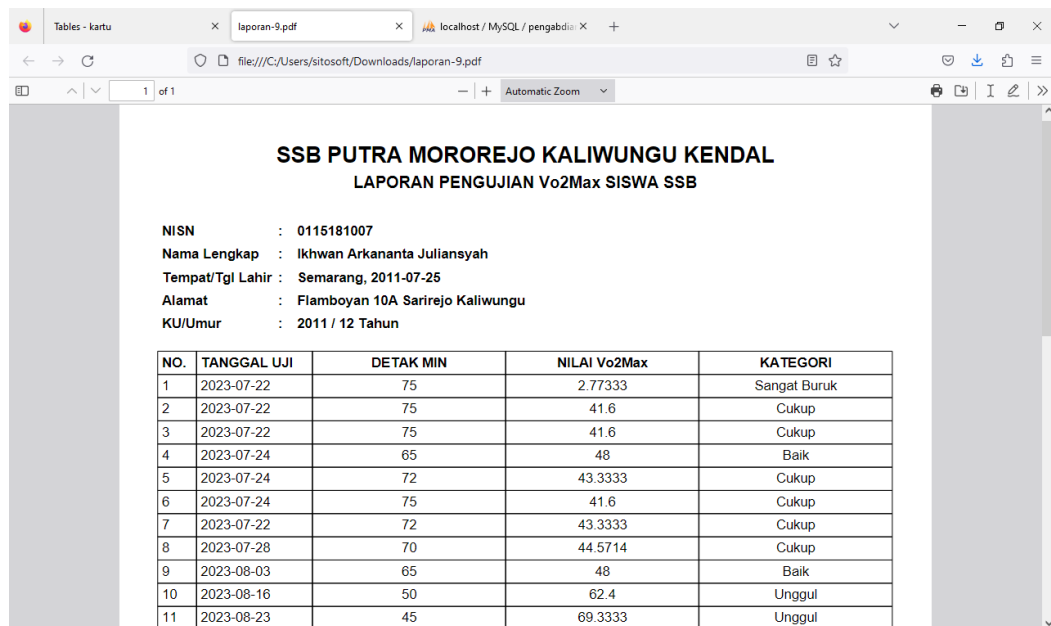 Tables - kartu
laporan-9.pdf
localhost / MySQL / pengabdia
file:///C:/Users/sitosoft/Downloads/laporan-9.pdf
1 of 1
Automatic Zoom
SSB PUTRA MOROREJO KALIWUNGU KENDAL
LAPORAN PENGUJIAN Vo2Max SISWA SSB
NISN : 0115181007
Nama Lengkap : Ikhwan Arkananta Juliansyah
Tempat/Tgl Lahir : Semarang, 2011-07-25
Alamat : Flamboyan 10A Sarirejo Kaliwungu
KU/Umur : 2011 / 12 Tahun
NO. TANGGAL UJI DETAK MIN NILAI Vo2Max KATEGORI
1 2023-07-22 75 2.77333 Sangat Buruk
2 2023-07-22 75 41.6 Cukup
3 2023-07-22 75 41.6 Cukup
4 2023-07-24 65 48 Baik
5 2023-07-24 72 43.3333 Cukup
6 2023-07-24 75 41.6 Cukup
7 2023-07-22 72 43.3333 Cukup
8 2023-07-28 70 44.5714 Cukup
9 2023-08-03 65 48 Baik
10 2023-08-16 50 62.4 Unggul
11 2023-08-23 45 69.3333 Unggul